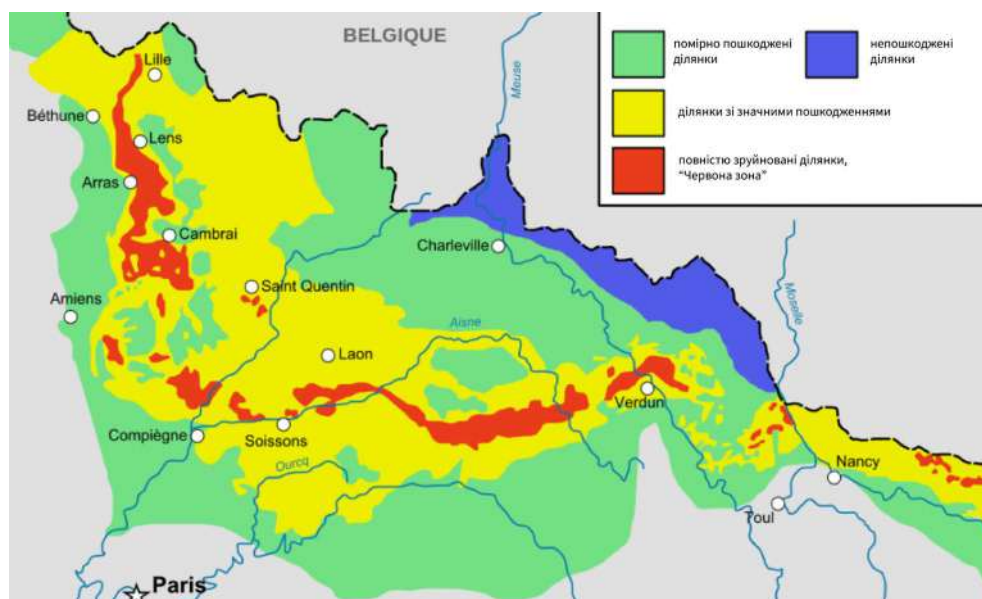 BELGIQUE
помірно пошкоджені
ділянки
непошкоджені
ділянки
ділянки зі значними пошкодженнями
повністю зруйновані ділянки,
"Червона зона"
Lille
Meuse
Béthune
Lens
Arras
Cambrai
Charleville
Saint Quentin
Amiens
Moselle
Aisne
Laon
Verdun
Compiègne
Soissons
Ourcq
Nancy
Toul
Paris